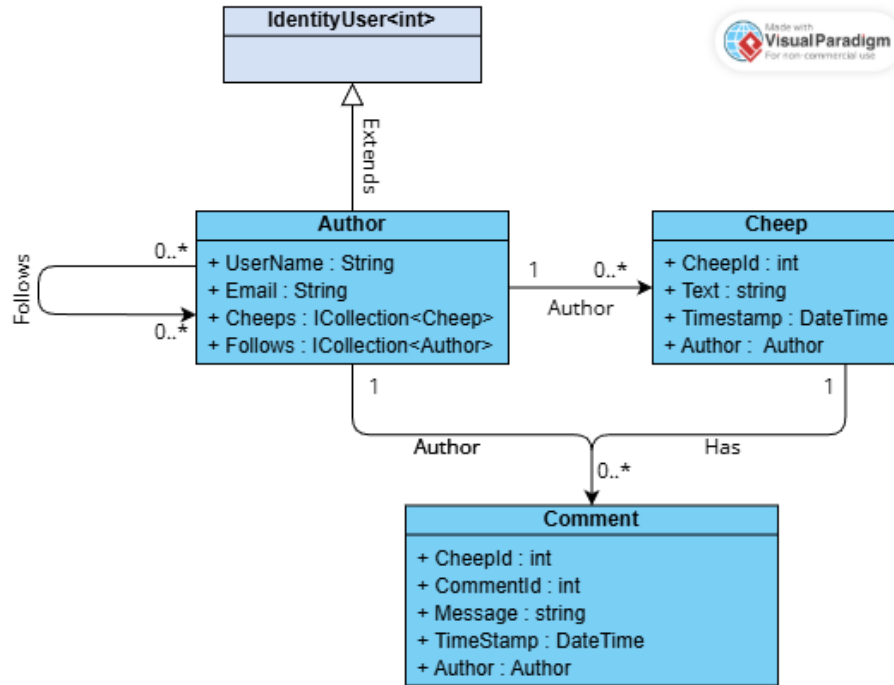 IdentityUser<int>
Made with
VisualParadigm
For non-commercial use
Extends
Author
+ UserName : String
+ Email : String
+ Cheeps : ICollection<Cheep>
+ Follows : ICollection<Author>
0..*
Follows
0..*
1
0..*
Author
Cheep
+ CheepId : int
+ Text : string
+ Timestamp : DateTime
+ Author :  Author
1
1
Author
Has
0..*
Comment
+ CheepId : int
+ CommentId : int
+ Message : string
+ TimeStamp : DateTime
+ Author : Author